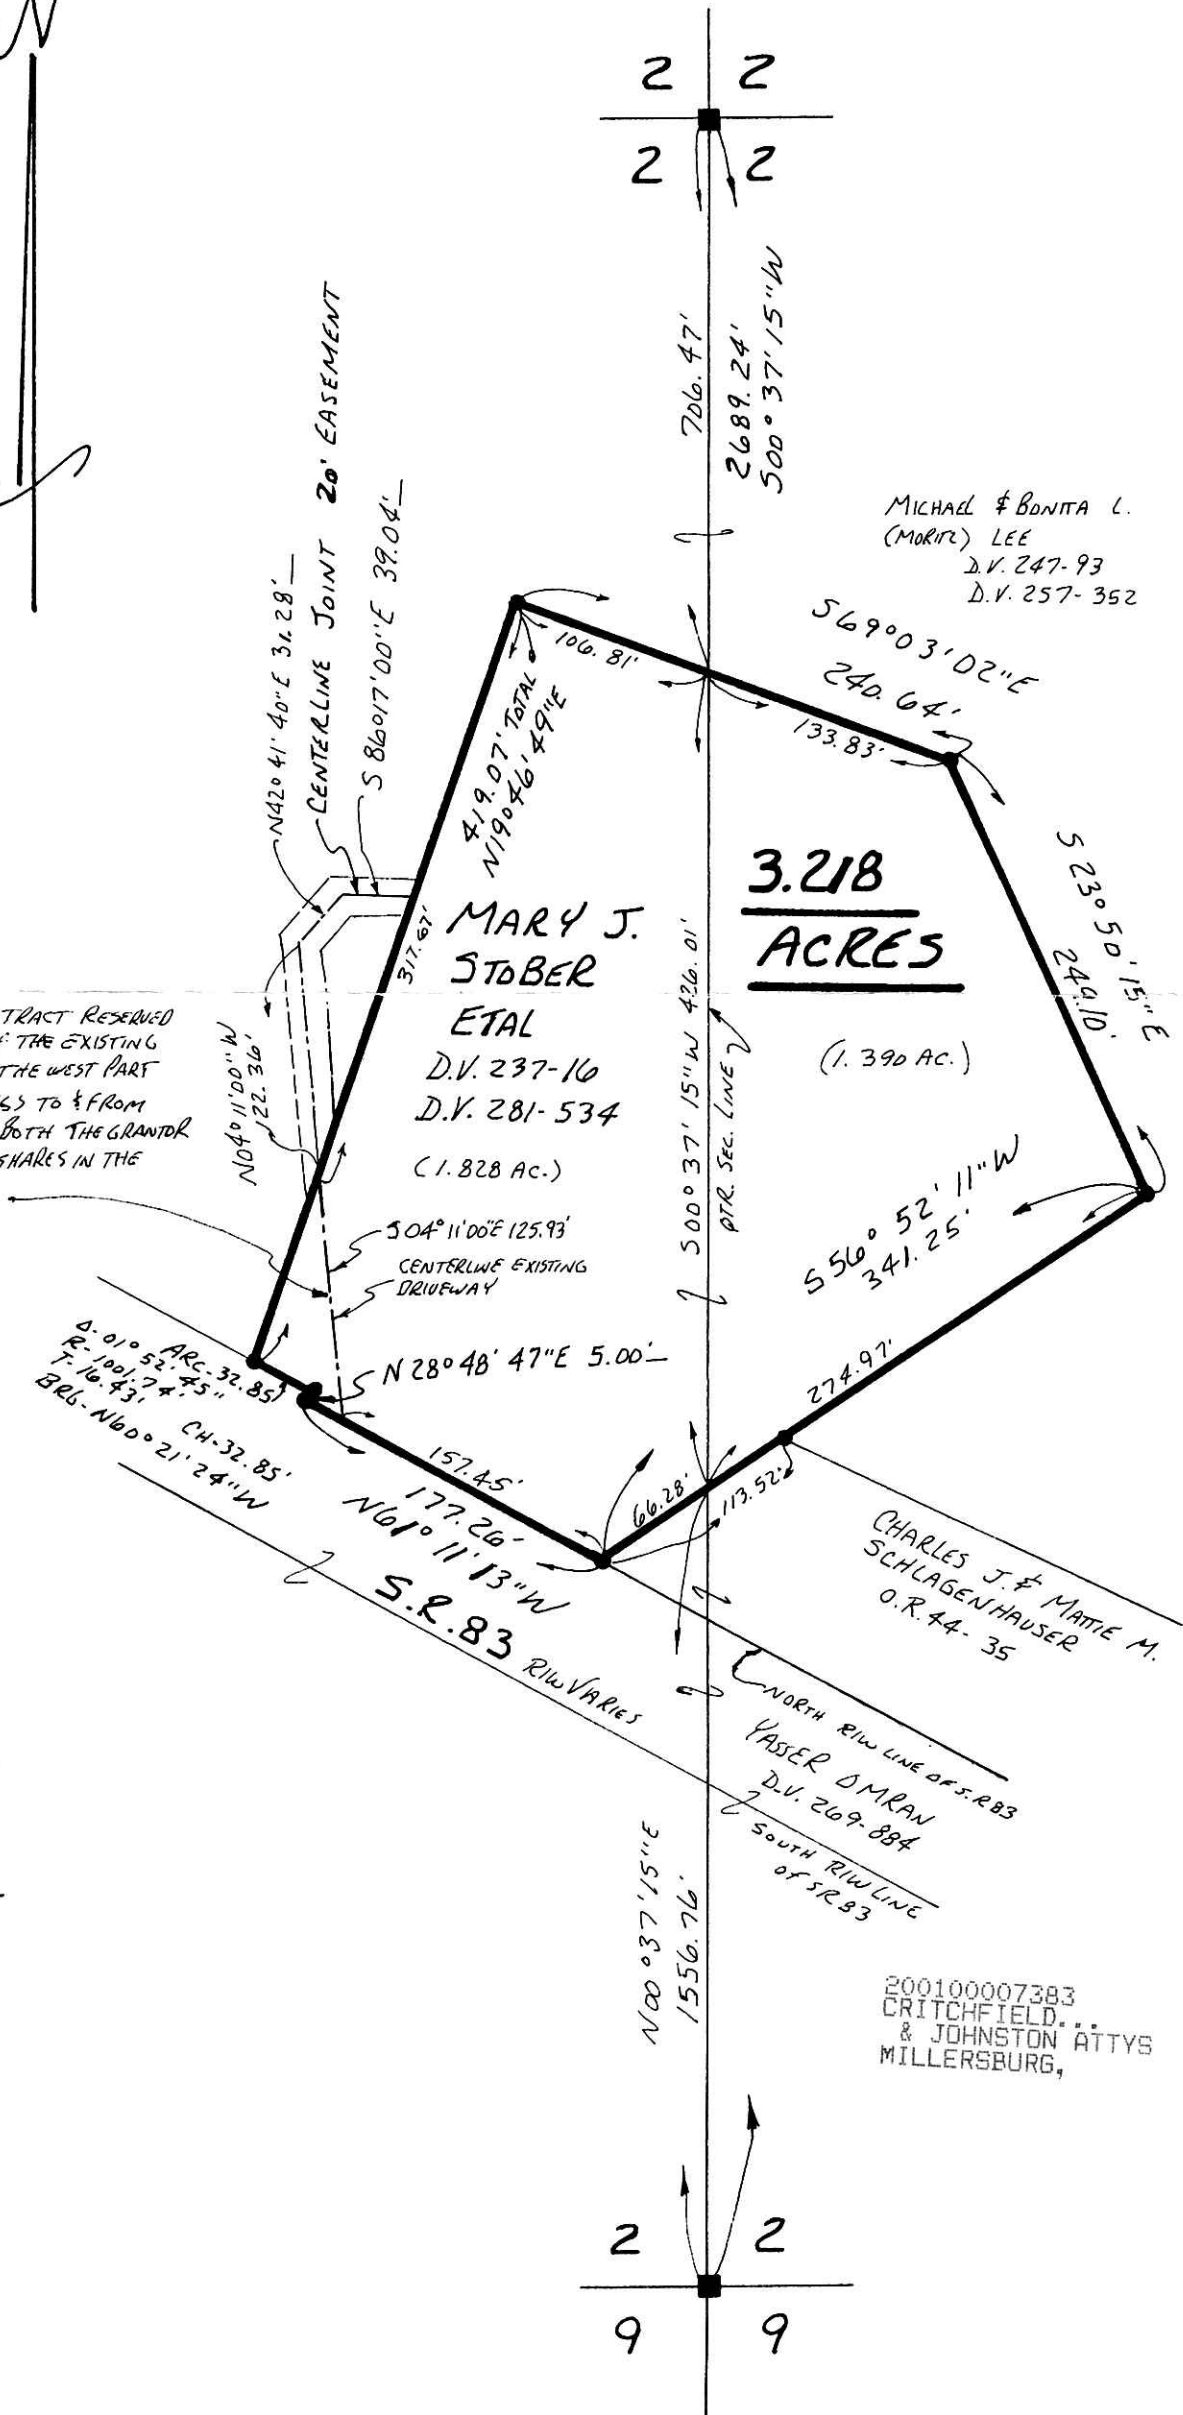 N
2 2
2 2
706.47'
2689.24'
S00°37'15"W
N42°41'40"E 31.28'
CENTERLINE JOINT 20' EASEMENT
S 86°17'00"E 39.04'
MICHAEL & BONITA L.
(MORITZ) LEE
D.V. 247-93
D.V. 257-352
S69°03'02"E
240.64'
106.81'
133.83'
419.07' TOTAL
N19°46'49"E
317.67'
MARY J.
STOBER
ETAL
D.V. 237-16
D.V. 281-534
(1.828 AC.)
3.218
ACRES
(1.390 AC.)
S 23°50'15"E
249.10'
S00°37'15"W 426.01'
QTR. SEC. LINE
TRACT RESERVED
THE EXISTING
THE WEST PART
SS TO & FROM
BOTH THE GRANTOR
SHARES IN THE
N04°11'00"W
122.36'
S04°11'00"E 125.93'
CENTERLINE EXISTING
DRIVEWAY
S 56° 52' 11" W
341.25'
274.97'
N 28° 48' 47"E 5.00'
ARC-32.85'
Δ-01°52'45"
R-1001.74'
T-16.43'
CH-32.85'
BRG-N60°21'24"W
157.45'
177.26'
N61°11'13"W
66.28'
113.52'
S.R.83 R/W VARIES
CHARLES J. & MATTIE M.
SCHLAGENHAUSER
O.R. 44-35
NORTH R/W LINE OF S.R 83
YASSER OMRAN
D.V. 269-884
SOUTH R/W LINE
OF SR 83
N00°37'15"E
1556.76'
200100007383
CRITCHFIELD...
& JOHNSTON ATTYS
MILLERSBURG,
2 2
9 9